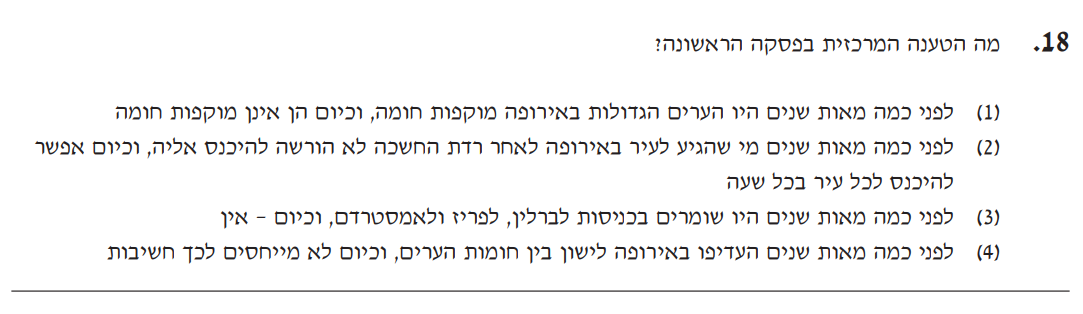 18. מה הטענה המרכזית בפסקה הראשונה?
(1) לפני כמה מאות שנים היו הערים הגדולות באירופה מוקפות חומה, וכיום הן אינן מוקפות חומה
(2) לפני כמה מאות שנים מי שהגיע לעיר באירופה לאחר רדת החשכה לא הורשה להיכנס אליה, וכיום אפשר
להיכנס לכל עיר בכל שעה
(3) לפני כמה מאות שנים היו שומרים בכניסות לברלין, לפריז ולאמסטרדם, וכיום – אין
(4) לפני כמה מאות שנים העדיפו באירופה לישון בין חומות הערים, וכיום לא מייחסים לכך חשיבות